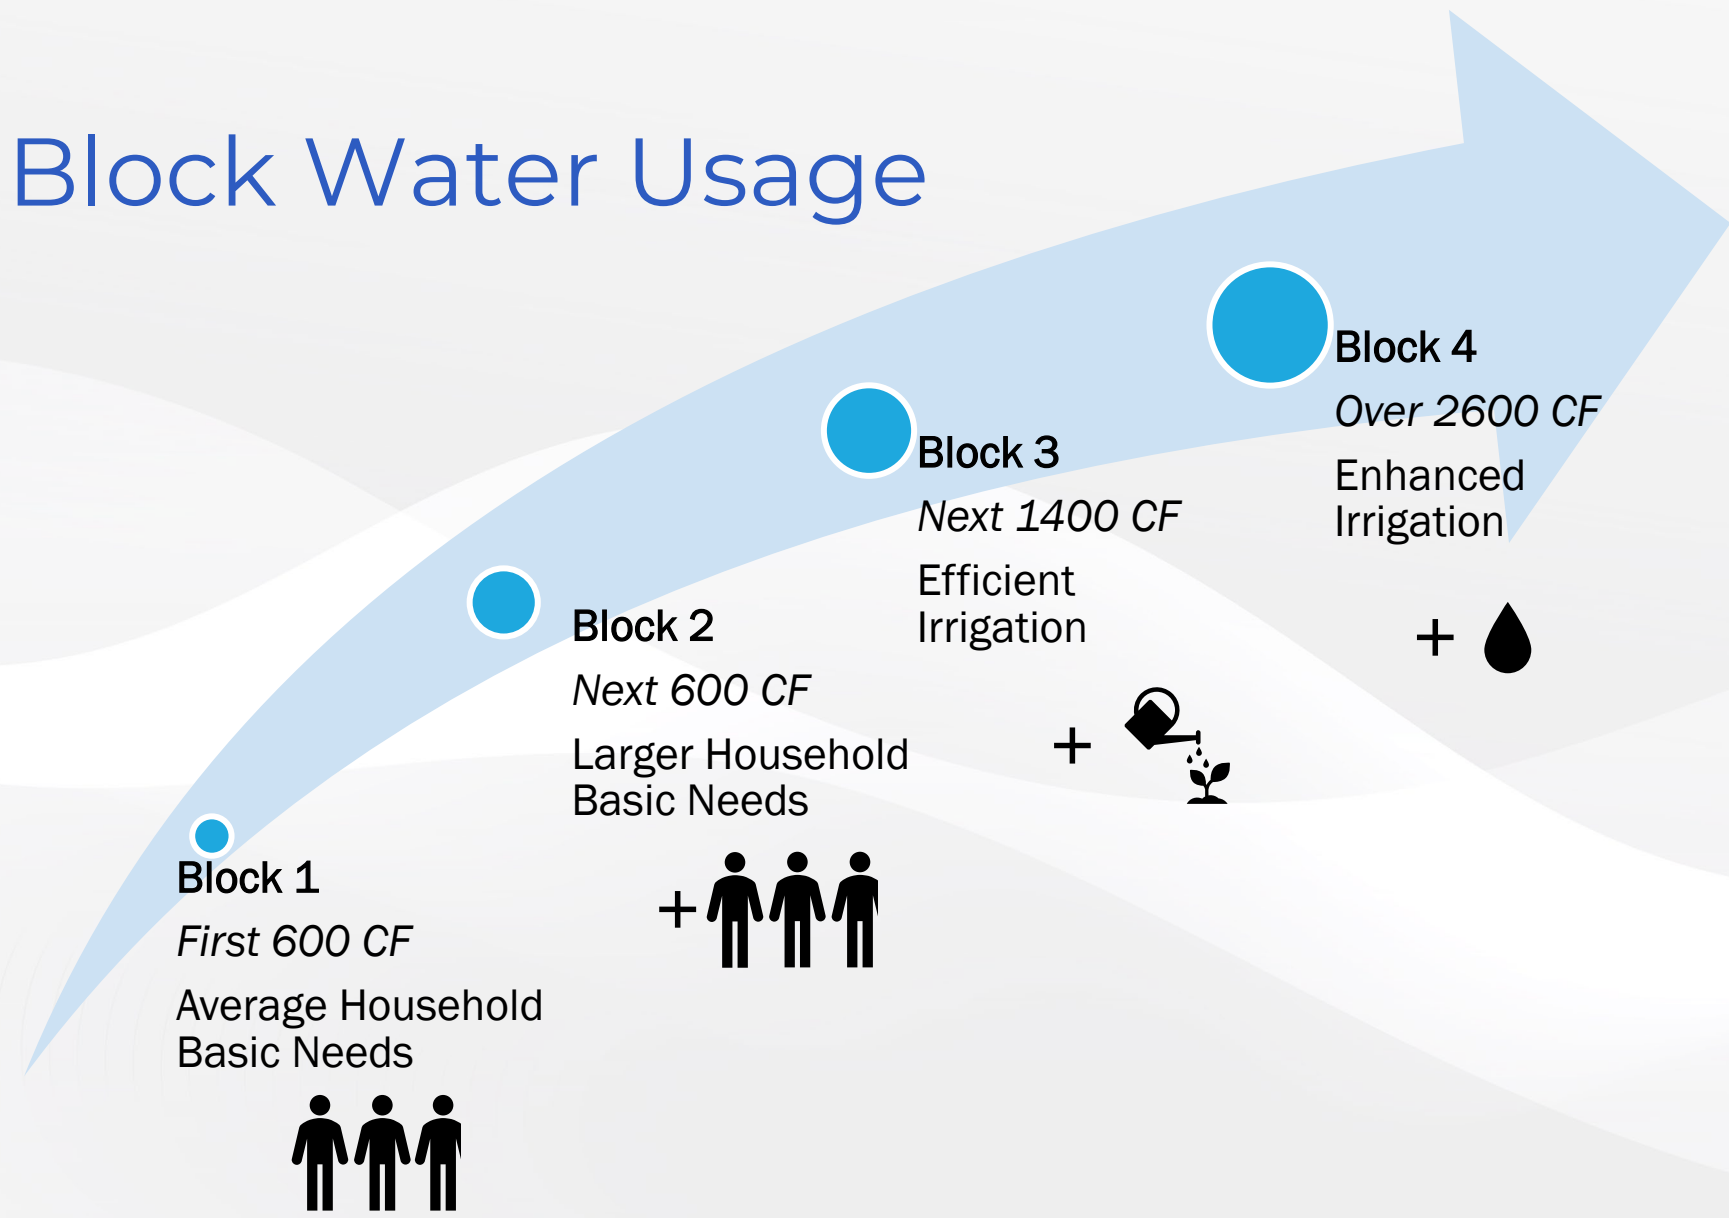 Block Water Usage
Block 1
First 600 CF
Average Household
Basic Needs
Block 2
Next 600 CF
Larger Household
Basic Needs
+
Block 3
Next 1400 CF
Efficient
Irrigation
+
Block 4
Over 2600 CF
Enhanced
Irrigation
+